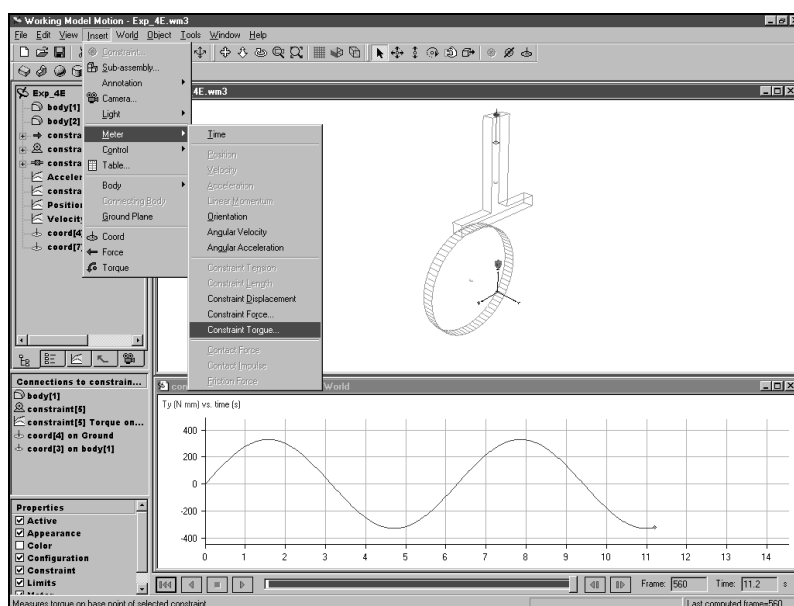 Working Model Motion - Exp_4E.wm3
File Edit View Insert World Object Tools Window Help
Constraint...
Sub-assembly...
Annotation
Camera...
Light
Meter
Control
Table...
Body
Connecting Body
Ground Plane
Coord
Force
Torque
Time
Position
Velocity
Acceleration
Linear Momentum
Orientation
Angular Velocity
Angular Acceleration
Constraint Tension
Constraint Length
Constraint Displacement
Constraint Force...
Constraint Torque...
Contact Force
Contact Impulse
Friction Force
Exp_4E
body[1]
body[2]
constra
constra
constra
Acceler
constra
Positio
Velocit
coord[4
coord[7
4E.wm3
Connections to constrain...
body[1]
constraint[5]
constraint[5] Torque on...
coord[4] on Ground
coord[3] on body[1]
Properties
Active
Appearance
Color
Configuration
Constraint
Limits
con
World
Ty (N mm) vs. time (s)
400
200
0
-200
-400
0 1 2 3 4 5 6 7 8 9 10 11 12 13 14
Frame: 560 Time: 11.2 s
Measures torque on base point of selected constraint
Last computed frame=560